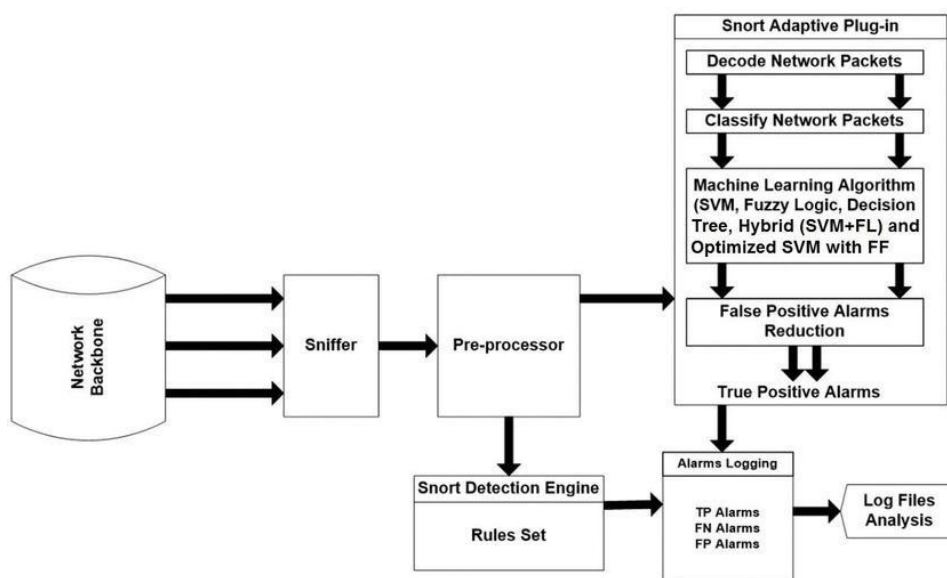 Snort Adaptive Plug-in
Decode Network Packets
Classify Network Packets
Machine Learning Algorithm
(SVM, Fuzzy Logic, Decision
Tree, Hybrid (SVM+FL) and
Optimized SVM with FF
False Positive Alarms
Reduction
True Positive Alarms
Network
Backbone
Sniffer
Pre-processor
Snort Detection Engine
Rules Set
Alarms Logging
TP Alarms
FN Alarms
FP Alarms
Log Files
Analysis